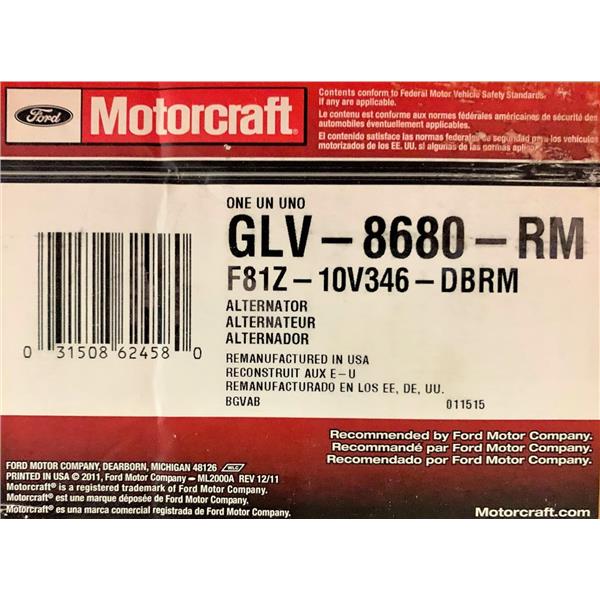 Ford
Motorcraft®
Contents conform to Federal Motor Vehicle Safety Standards.
If any are applicable.
Le contenu est conforme aux normes fédérales américaines de sécurité des
automobiles éventuellement applicables.
El contenido satisface las normas federales de seguridad para los vehículos
motorizados de los EE. UU. si algunas de las normas aplican
ONE UN UNO
GLV-8680-RM
F81Z-10V346-DBRM
ALTERNATOR
ALTERNATEUR
ALTERNADOR
REMANUFACTURED IN USA
RECONSTRUIT AUX E-U
REMANUFACTURADO EN LOS EE, DE, UU.
BGVAB 011515
0 31508 62458 0
Recommended by Ford Motor Company.
Recommandé par Ford Motor Company.
Recomendado por Ford Motor Company.
FORD MOTOR COMPANY, DEARBORN, MICHIGAN 48126 WLC
PRINTED IN USA © 2011, Ford Motor Company – ML2000A REV 12/11
Motorcraft® is a registered trademark of Ford Motor Company.
Motorcraft® est une marque déposée de Ford Motor Company.
Motorcraft® es una marca comercial registrada de Ford Motor Company.
Motorcraft.com